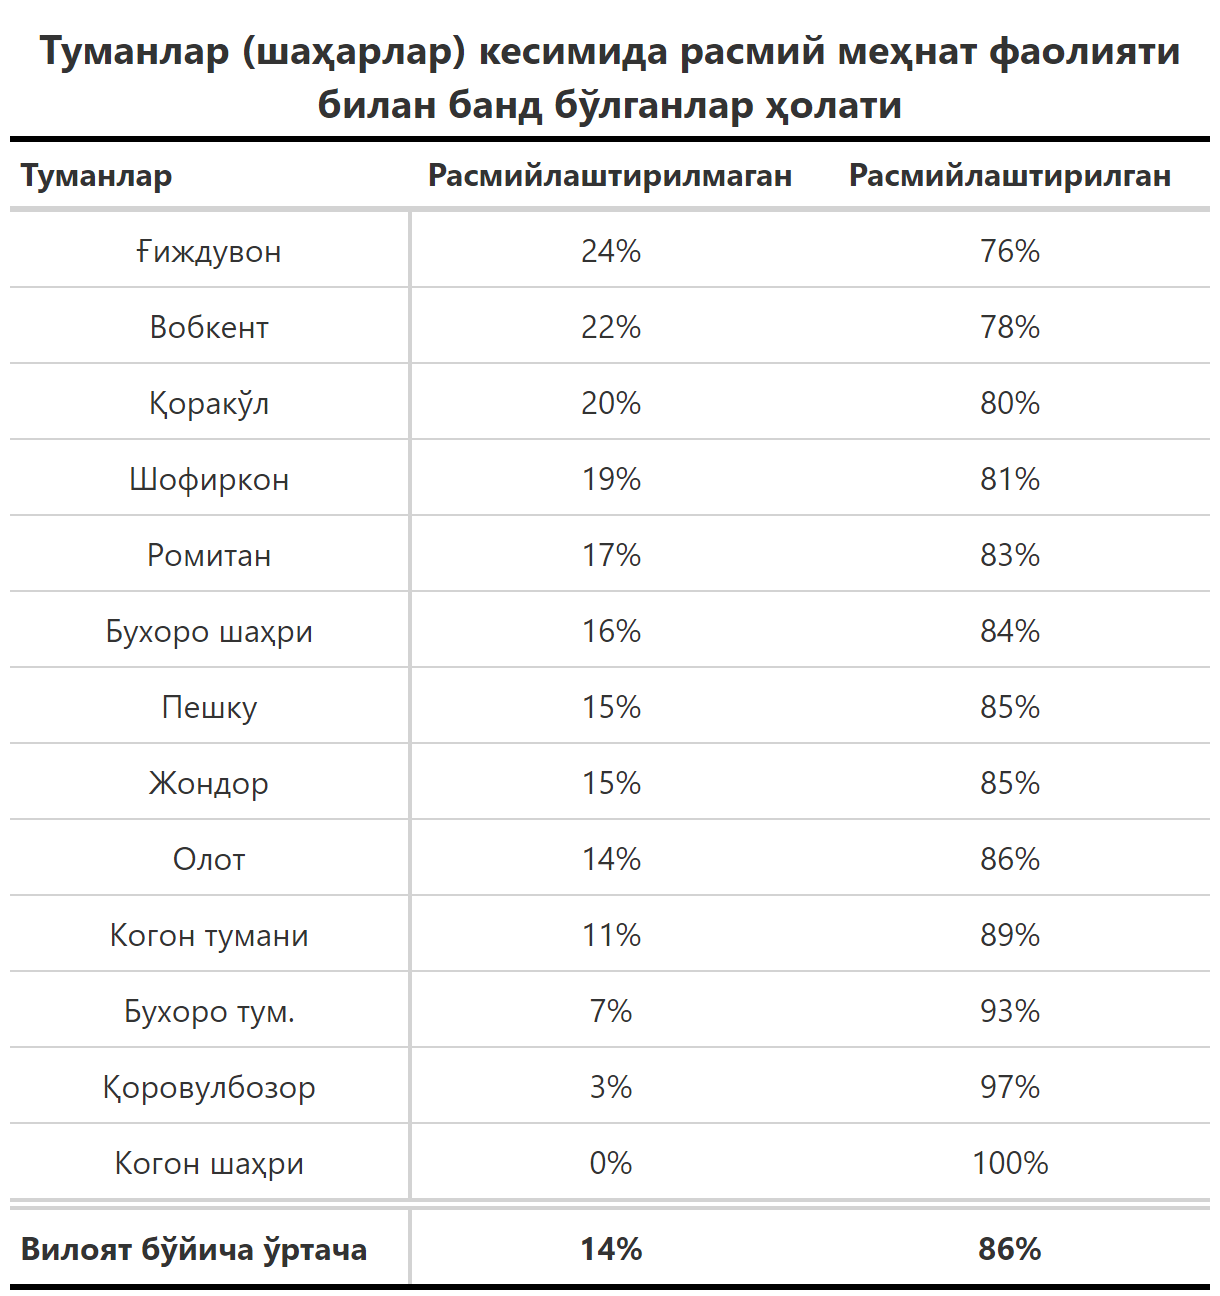 Туманлар (шаҳарлар) кесимида расмий меҳнат фаолияти
билан банд бўлганлар ҳолати
Туманлар Расмийлаштирилмаган Расмийлаштирилган
Ғиждувон 24% 76%
Вобкент 22% 78%
Қоракўл 20% 80%
Шофиркон 19% 81%
Ромитан 17% 83%
Бухоро шаҳри 16% 84%
Пешку 15% 85%
Жондор 15% 85%
Олот 14% 86%
Когон тумани 11% 89%
Бухоро тум. 7% 93%
Қоровулбозор 3% 97%
Когон шаҳри 0% 100%
Вилоят бўйича ўртача 14% 86%